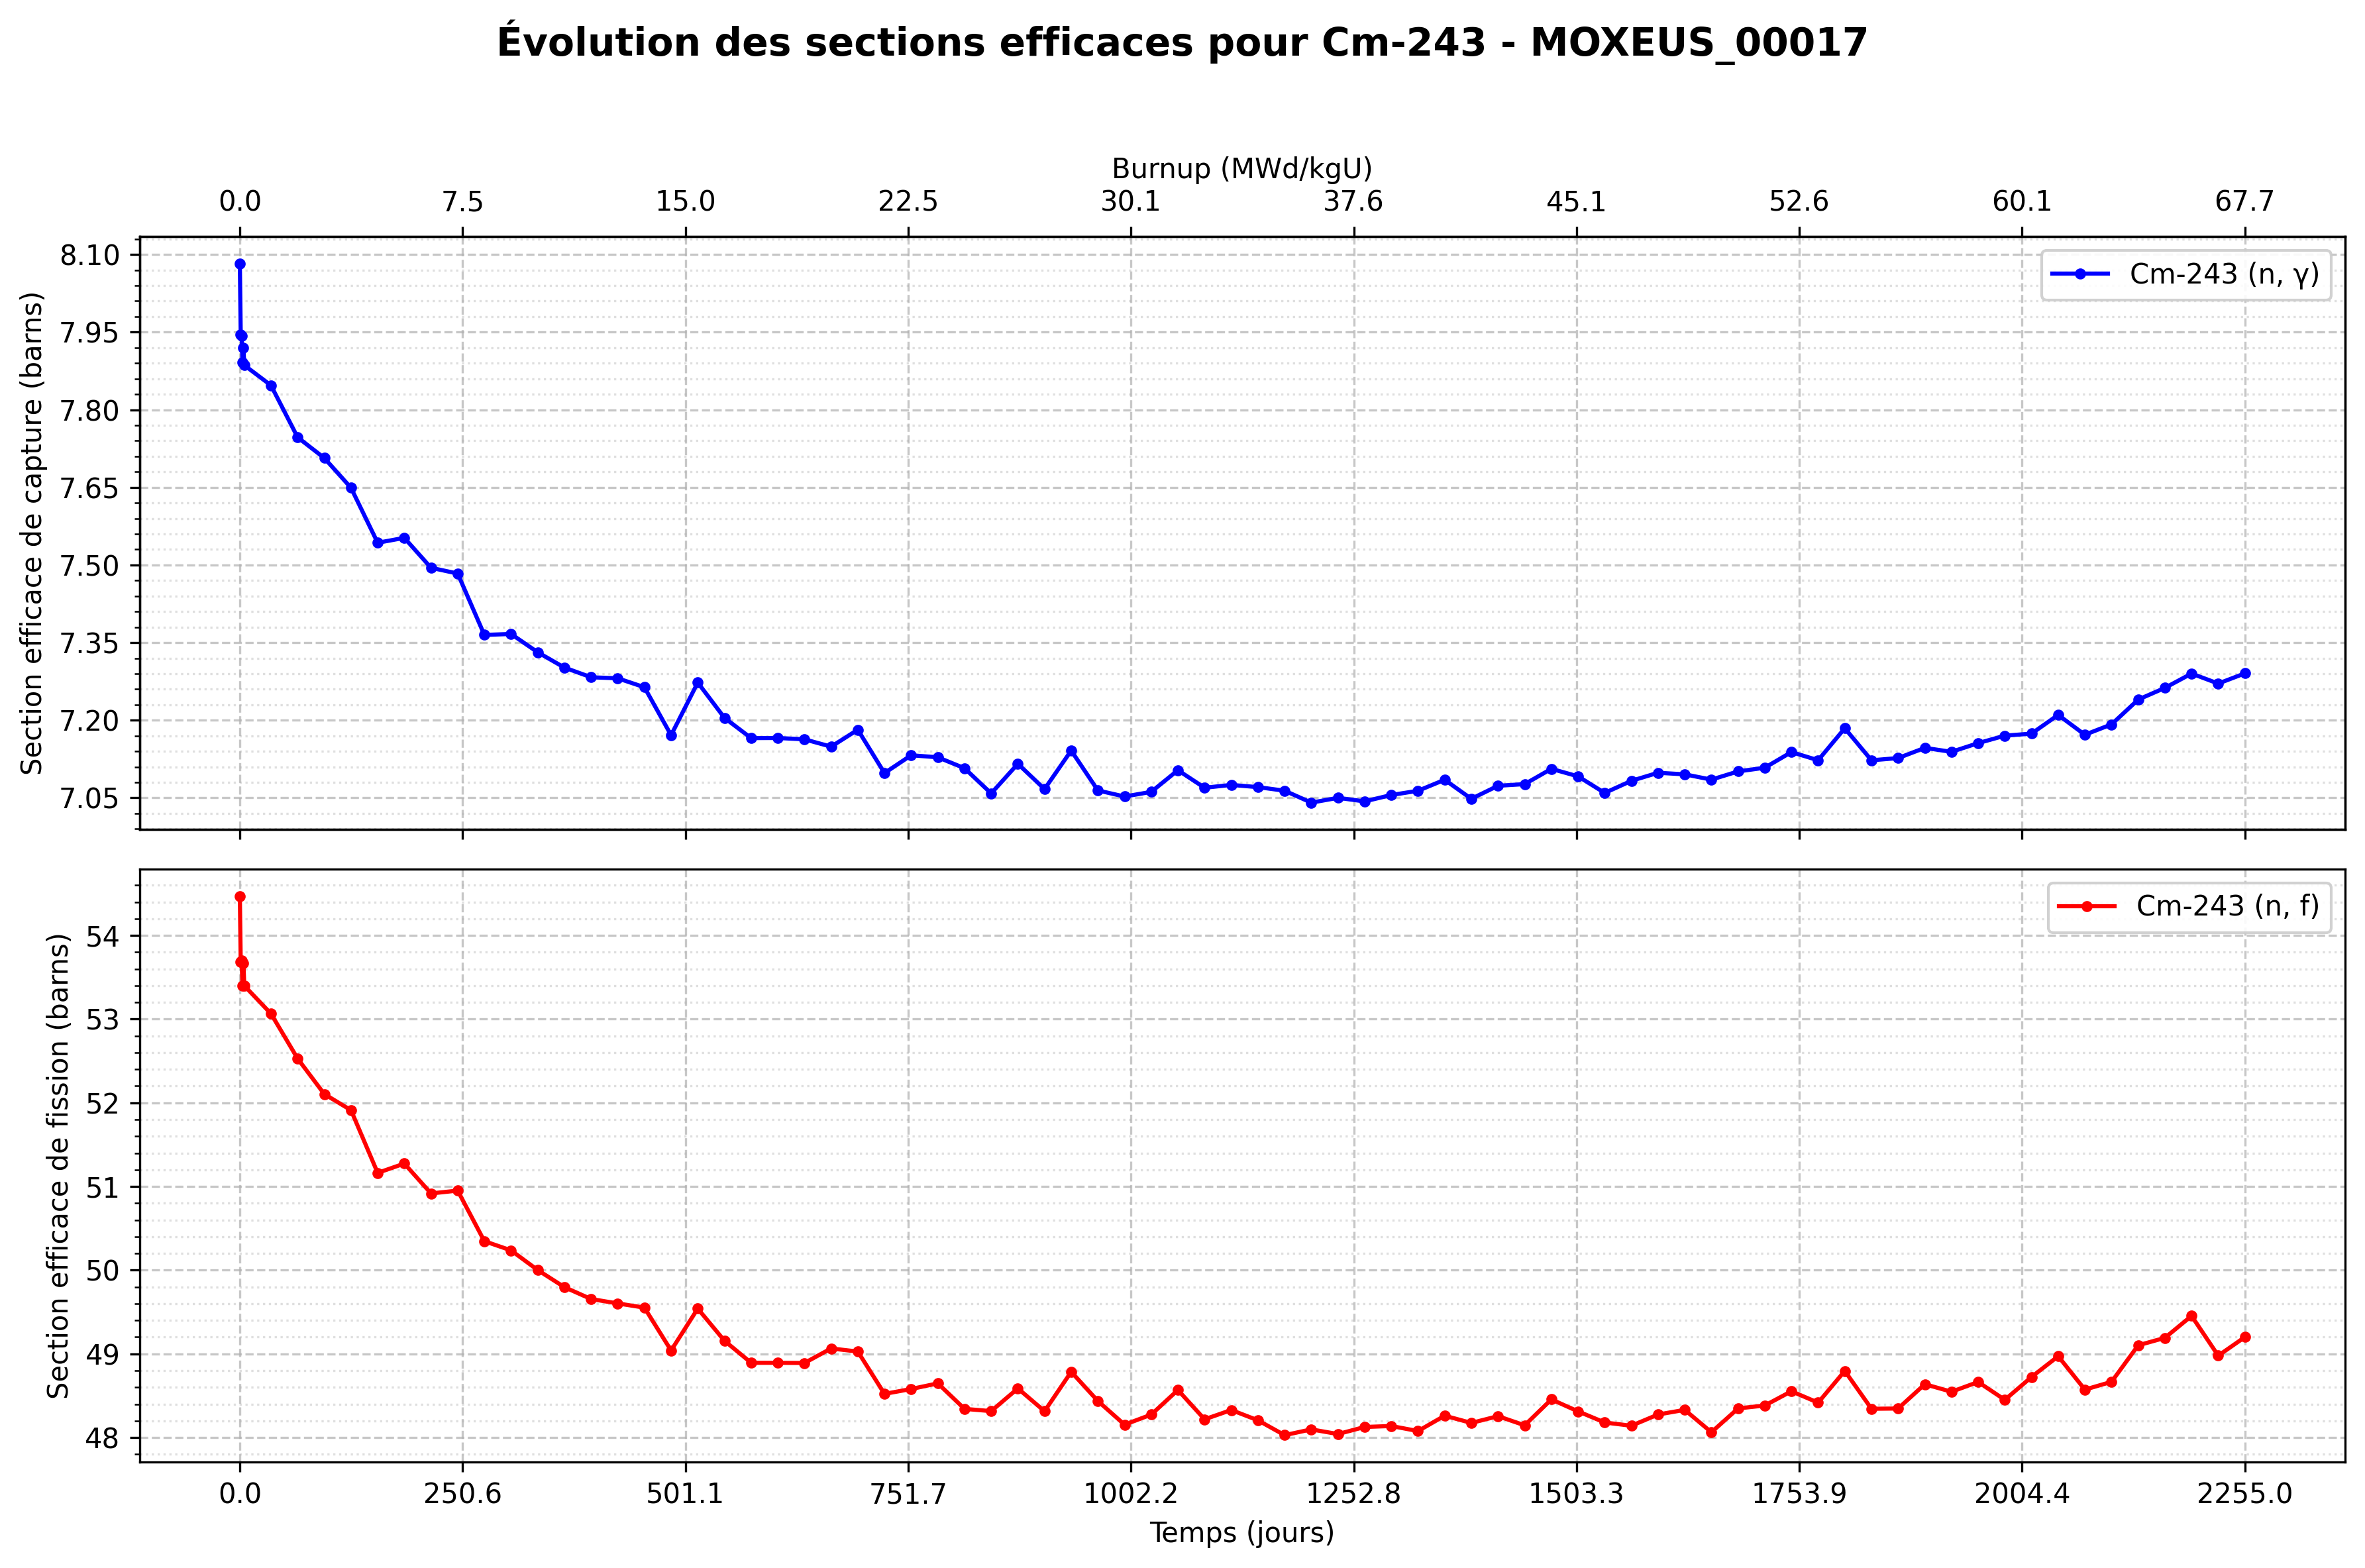 Évolution des sections efficaces pour Cm-243 - MOXEUS_00017
Burnup (MWd/kgU)
0.0 7.5 15.0 22.5 30.1 37.6 45.1 52.6 60.1 67.7
Section efficace de capture (barns)
8.10
7.95
7.80
7.65
7.50
7.35
7.20
7.05
Cm-243 (n, γ)
Section efficace de fission (barns)
54
53
52
51
50
49
48
Cm-243 (n, f)
0.0 250.6 501.1 751.7 1002.2 1252.8 1503.3 1753.9 2004.4 2255.0
Temps (jours)